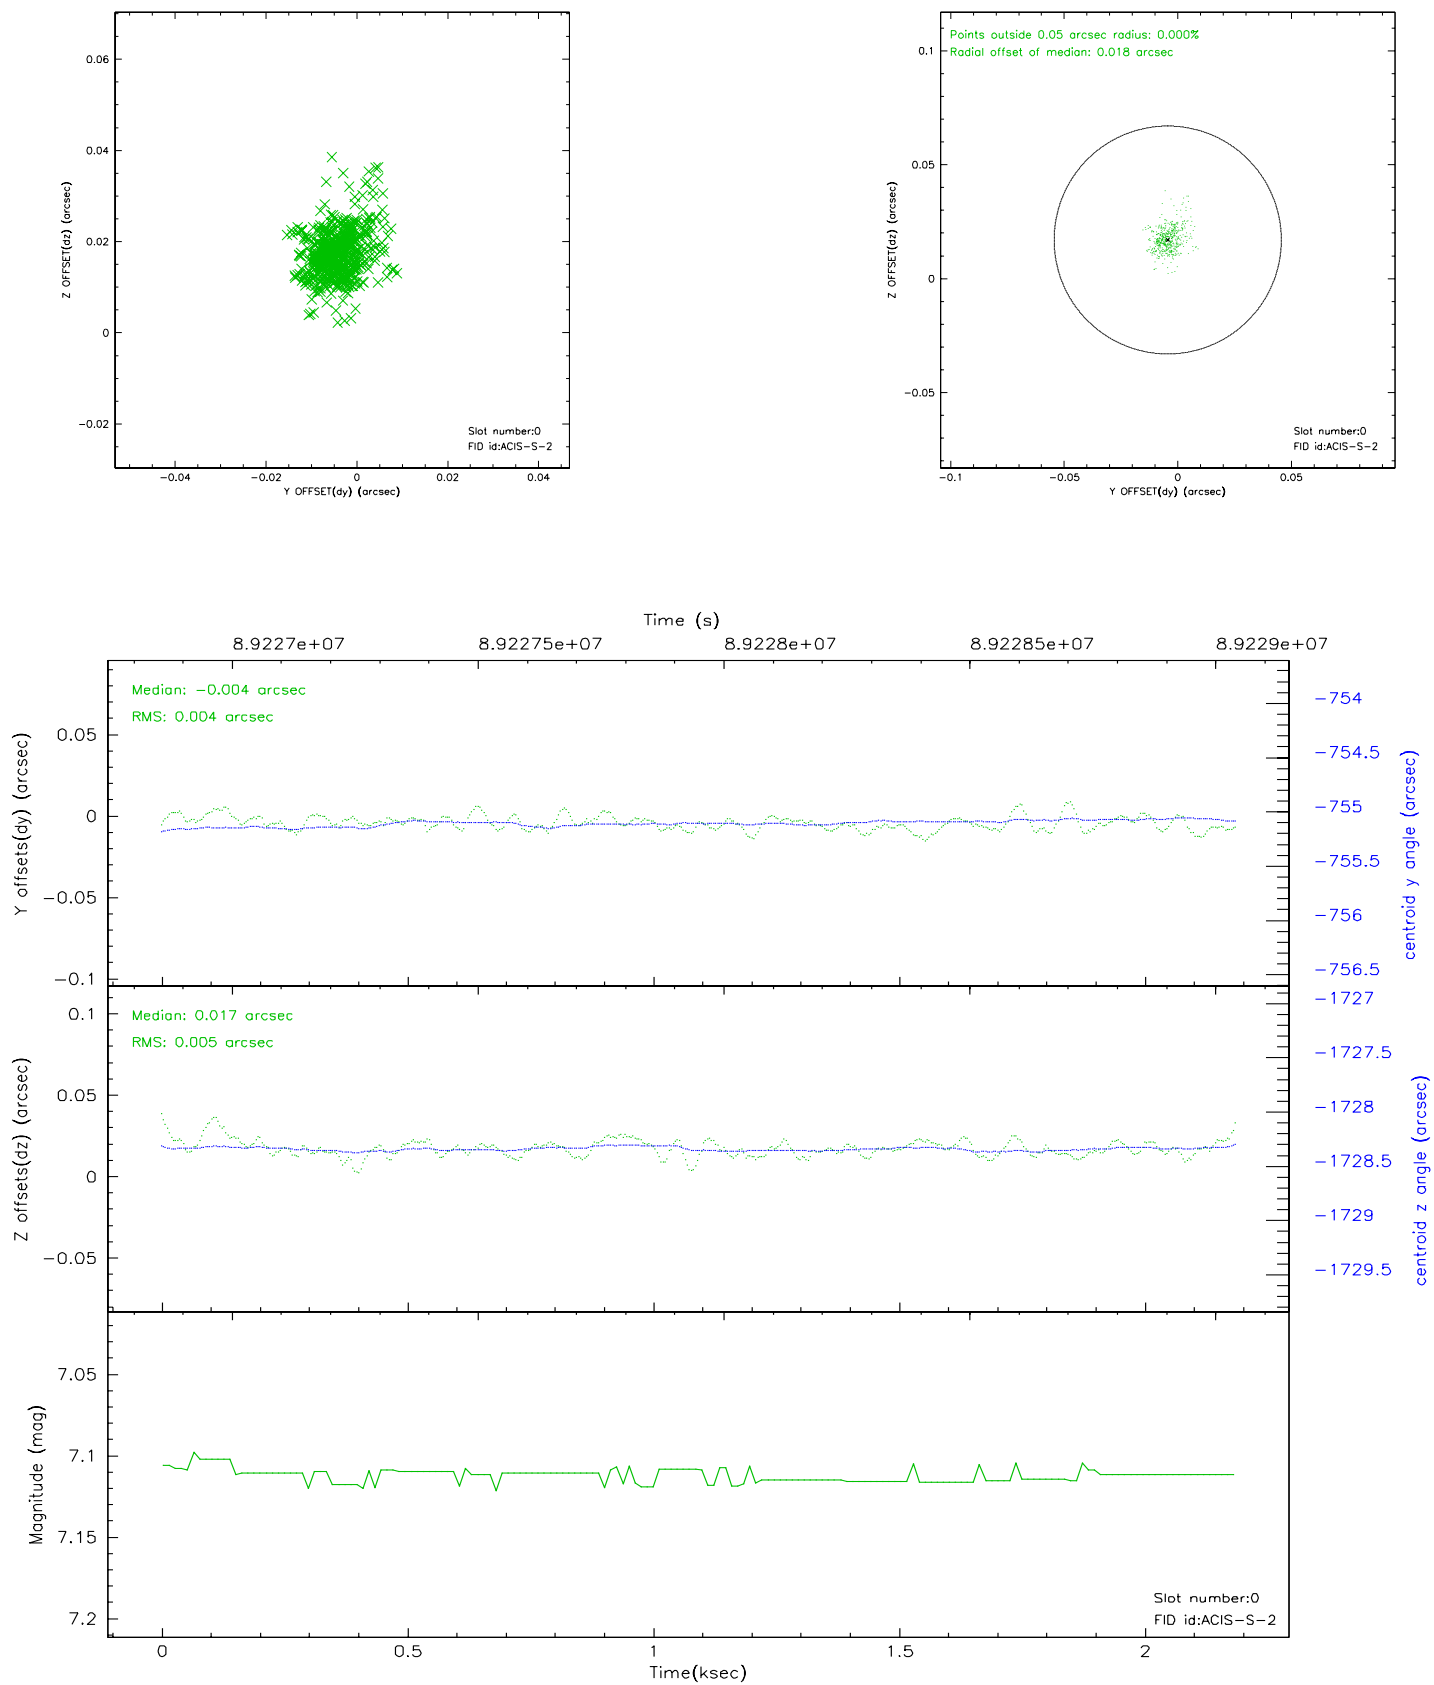 0.06
0.04
0.02
0
-0.02
-0.04
-0.02
0
0.02
0.04
Z OFFSET(dz) (arcsec)
Y OFFSET(dy) (arcsec)
Slot number:0
FID id:ACIS-S-2
Points outside 0.05 arcsec radius: 0.000%
Radial offset of median: 0.018 arcsec
0.1
0.05
0
-0.05
-0.1
-0.05
0
0.05
Z OFFSET(dz) (arcsec)
Y OFFSET(dy) (arcsec)
Slot number:0
FID id:ACIS-S-2
Time (s)
8.9227e+07
8.92275e+07
8.9228e+07
8.92285e+07
8.9229e+07
Median: -0.004 arcsec
RMS: 0.004 arcsec
0.05
0
-0.05
-0.1
Y offsets(dy) (arcsec)
-754
-754.5
-755
-755.5
-756
-756.5
centroid y angle (arcsec)
Median: 0.017 arcsec
RMS: 0.005 arcsec
0.1
0.05
0
-0.05
Z offsets(dz) (arcsec)
-1727
-1727.5
-1728
-1728.5
-1729
-1729.5
centroid z angle (arcsec)
7.05
7.1
7.15
7.2
Magnitude (mag)
Slot number:0
FID id:ACIS-S-2
0
0.5
1
1.5
2
Time(ksec)